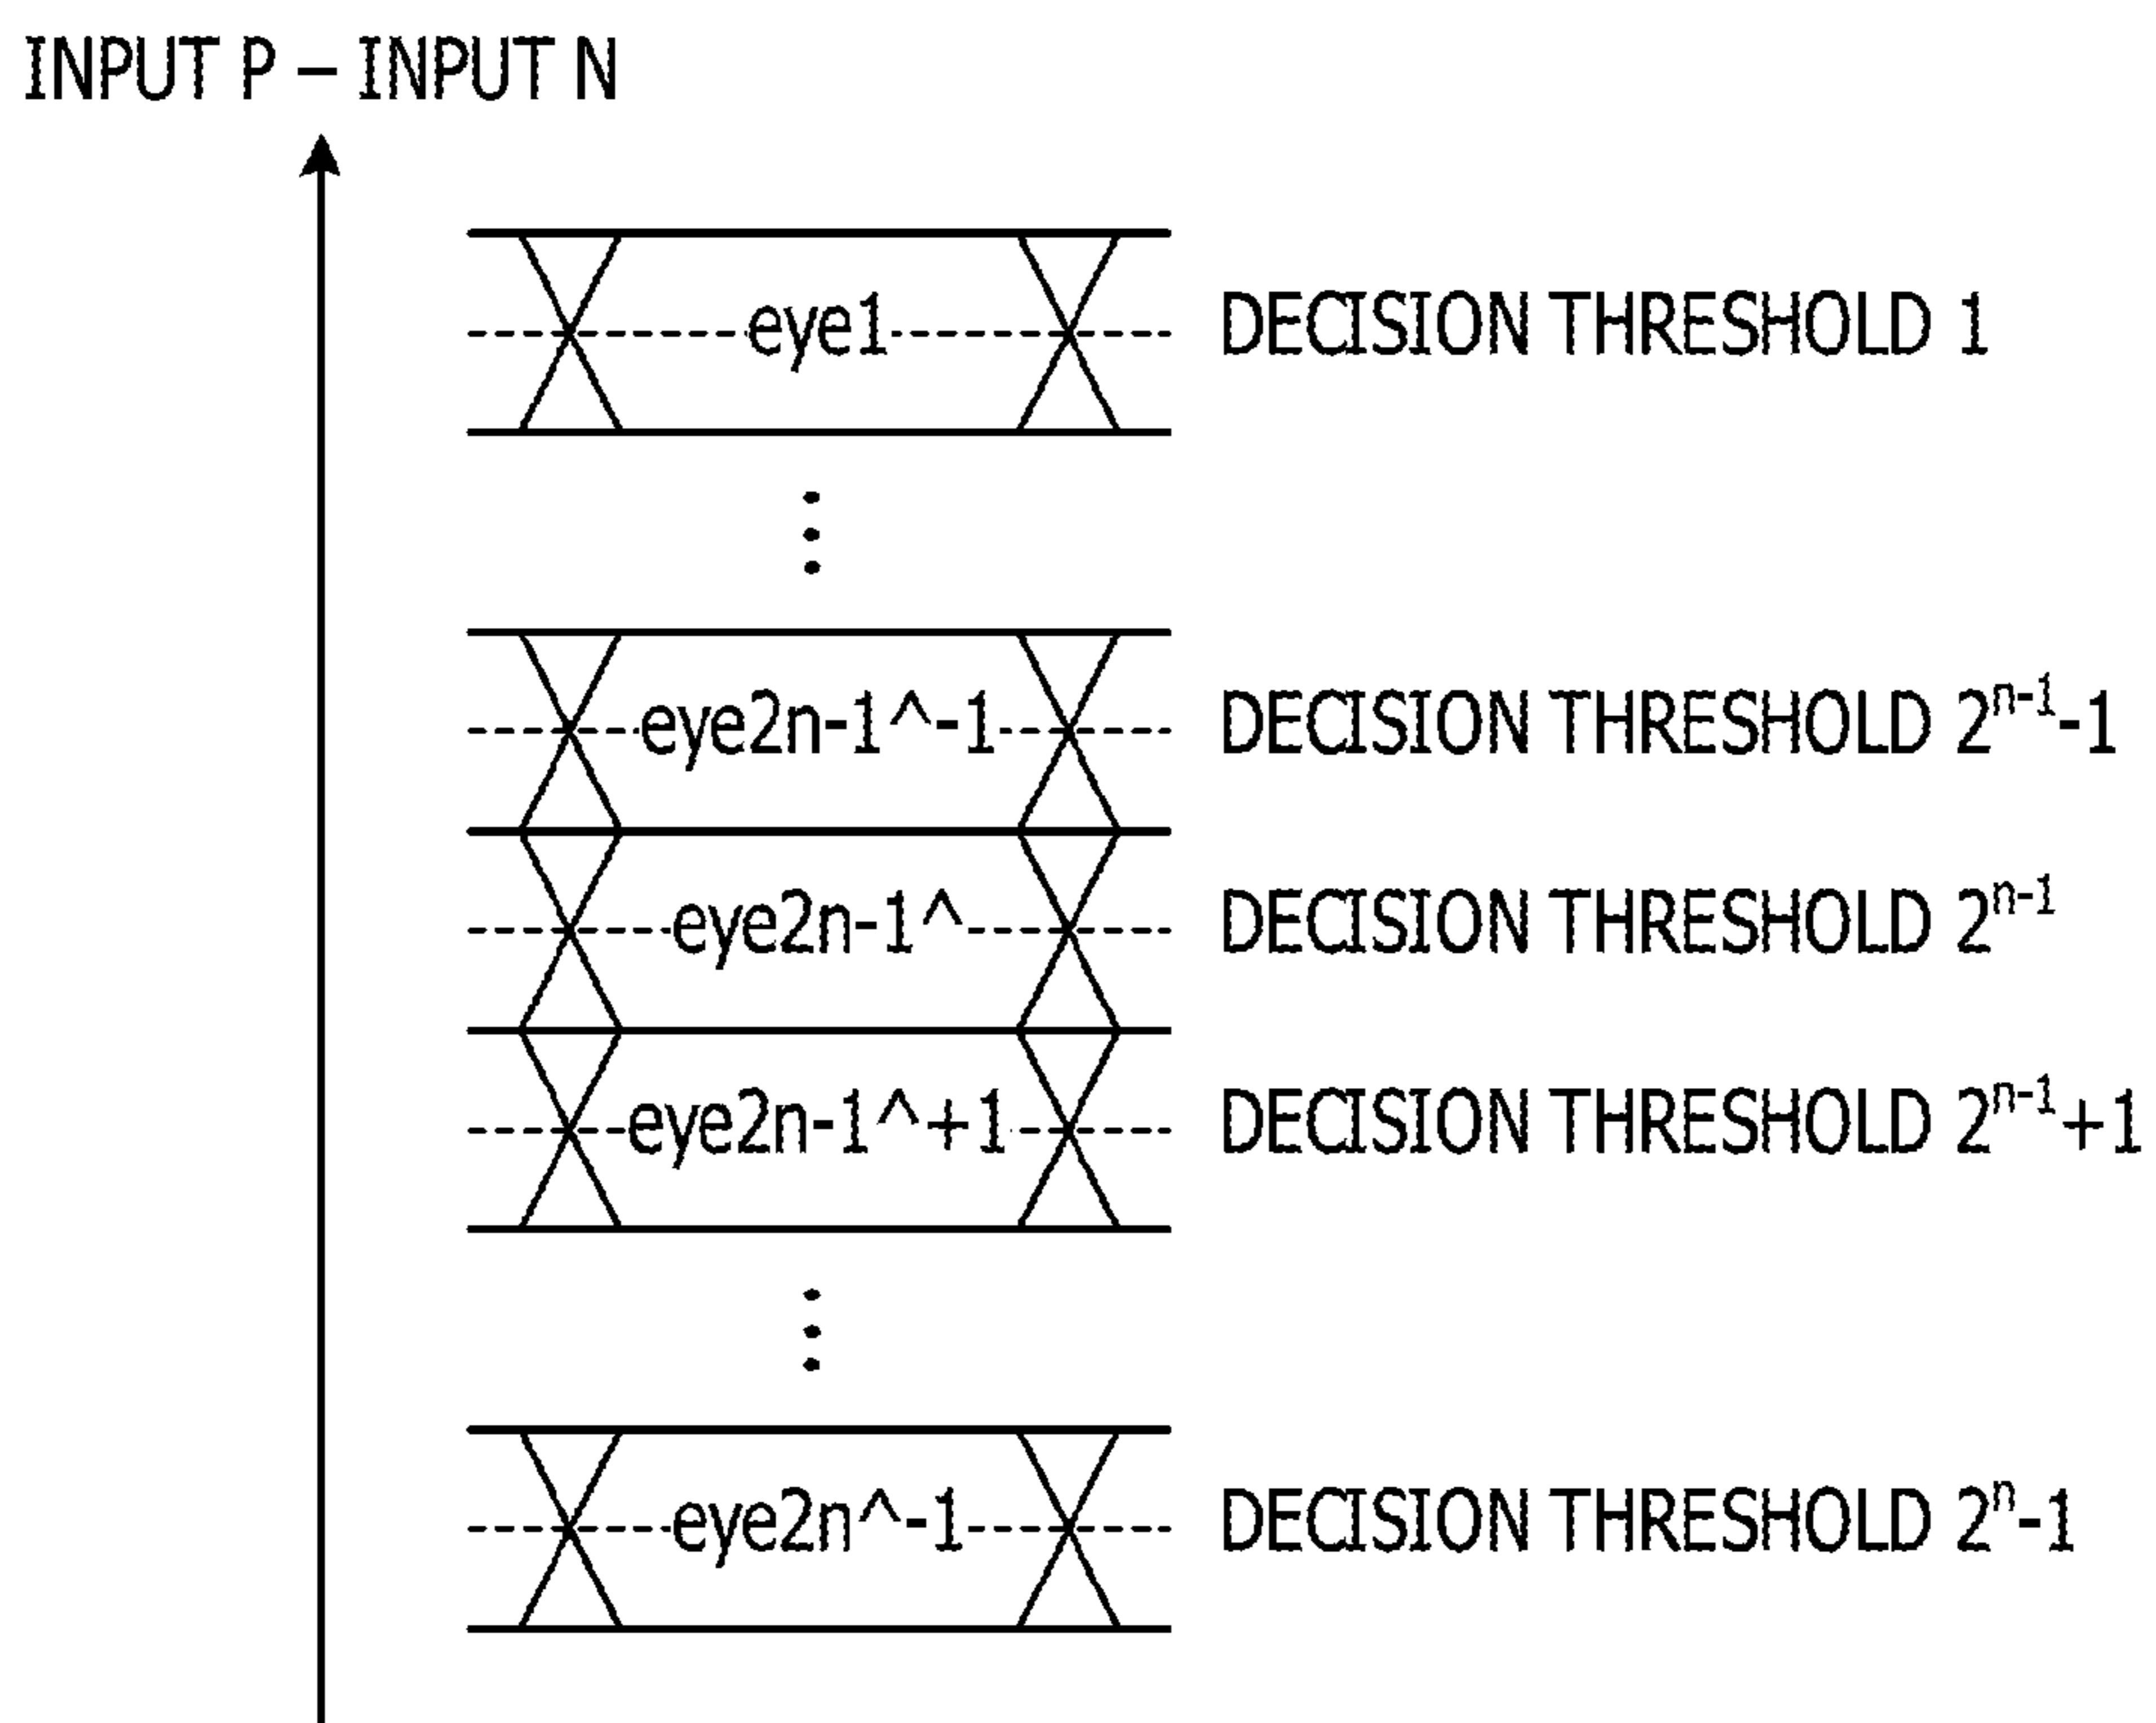 INPUT P – INPUT N
eye1 DECISION THRESHOLD 1
eye2n-1^-1 DECISION THRESHOLD 2ⁿ⁻¹-1
eye2n-1^ DECISION THRESHOLD 2ⁿ⁻¹
eye2n-1^+1 DECISION THRESHOLD 2ⁿ⁻¹+1
eye2n^-1 DECISION THRESHOLD 2ⁿ-1